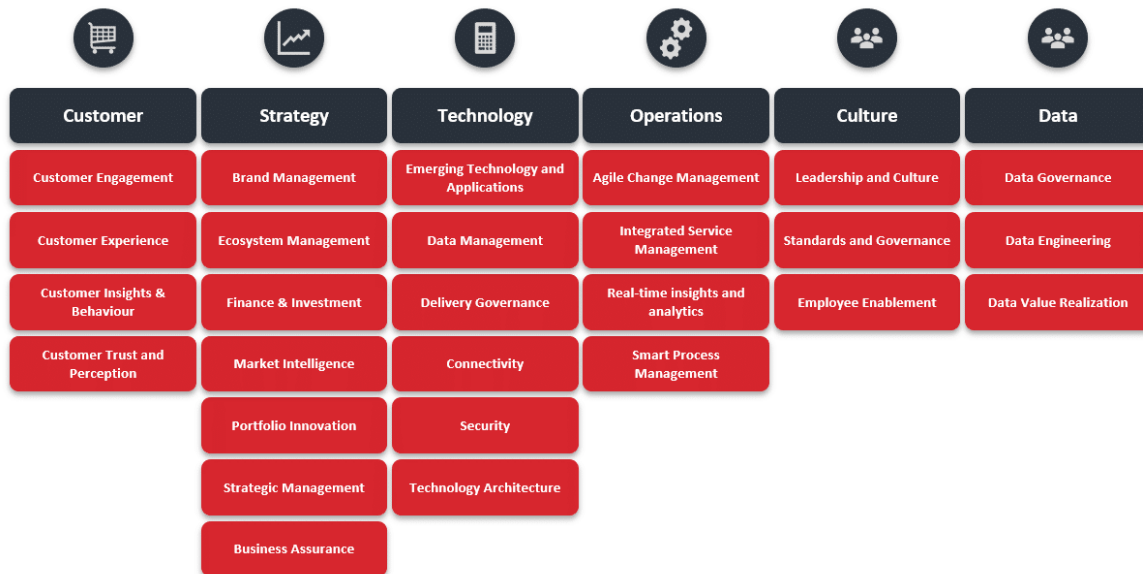 Customer
Strategy
Technology
Operations
Culture
Data
Customer Engagement
Customer Experience
Customer Insights &
Behaviour
Customer Trust and
Perception
Brand Management
Ecosystem Management
Finance & Investment
Market Intelligence
Portfolio Innovation
Strategic Management
Business Assurance
Emerging Technology and
Applications
Data Management
Delivery Governance
Connectivity
Security
Technology Architecture
Agile Change Management
Integrated Service
Management
Real-time insights and
analytics
Smart Process
Management
Leadership and Culture
Standards and Governance
Employee Enablement
Data Governance
Data Engineering
Data Value Realization